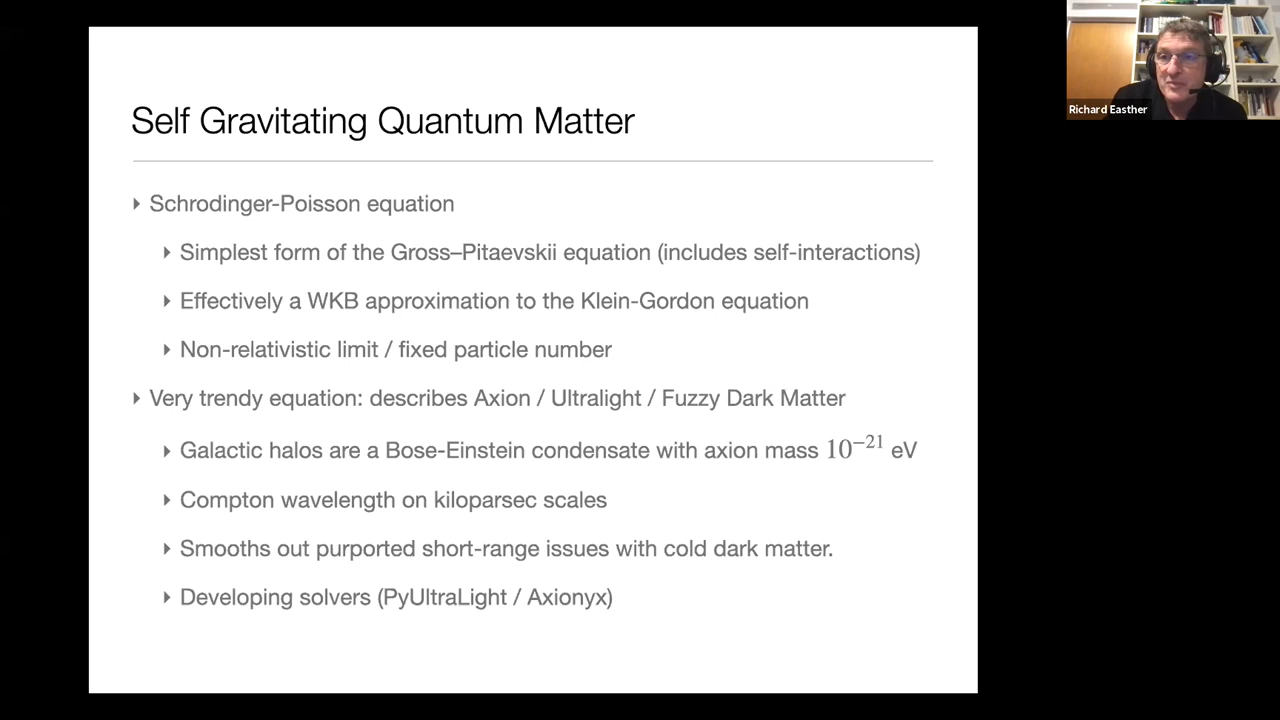 Self Gravitating Quantum Matter
Schrodinger-Poisson equation
Simplest form of the Gross–Pitaevskii equation (includes self-interactions)
Effectively a WKB approximation to the Klein-Gordon equation
Non-relativistic limit / fixed particle number
Very trendy equation: describes Axion / Ultralight / Fuzzy Dark Matter
Galactic halos are a Bose-Einstein condensate with axion mass 10⁻²¹ eV
Compton wavelength on kiloparsec scales
Smooths out purported short-range issues with cold dark matter.
Developing solvers (PyUltraLight / Axionyx)
Richard Easther